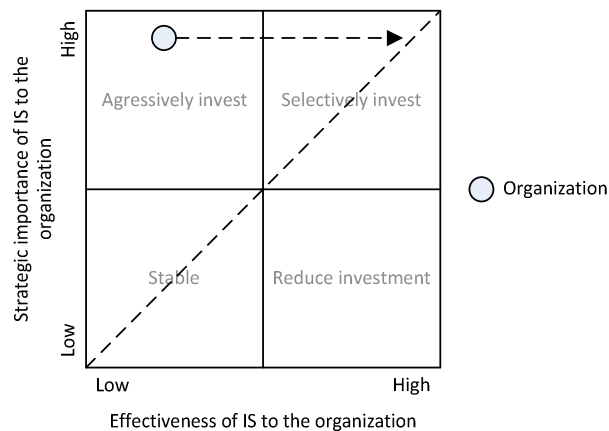 High
Strategic importance of IS to the
organization
Agressively invest
Selectively invest
Organization
Stable
Reduce investment
Low
Low
High
Effectiveness of IS to the organization